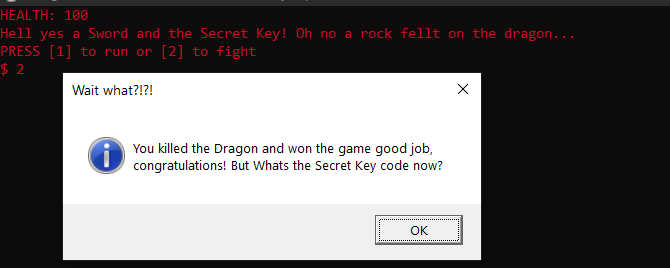 HEALTH: 100
Hell yes a Sword and the Secret Key! Oh no a rock fellt on the dragon...
PRESS [1] to run or [2] to fight
$ 2
Wait what?!?!
You killed the Dragon and won the game good job,
congratulations! But Whats the Secret Key code now?
OK